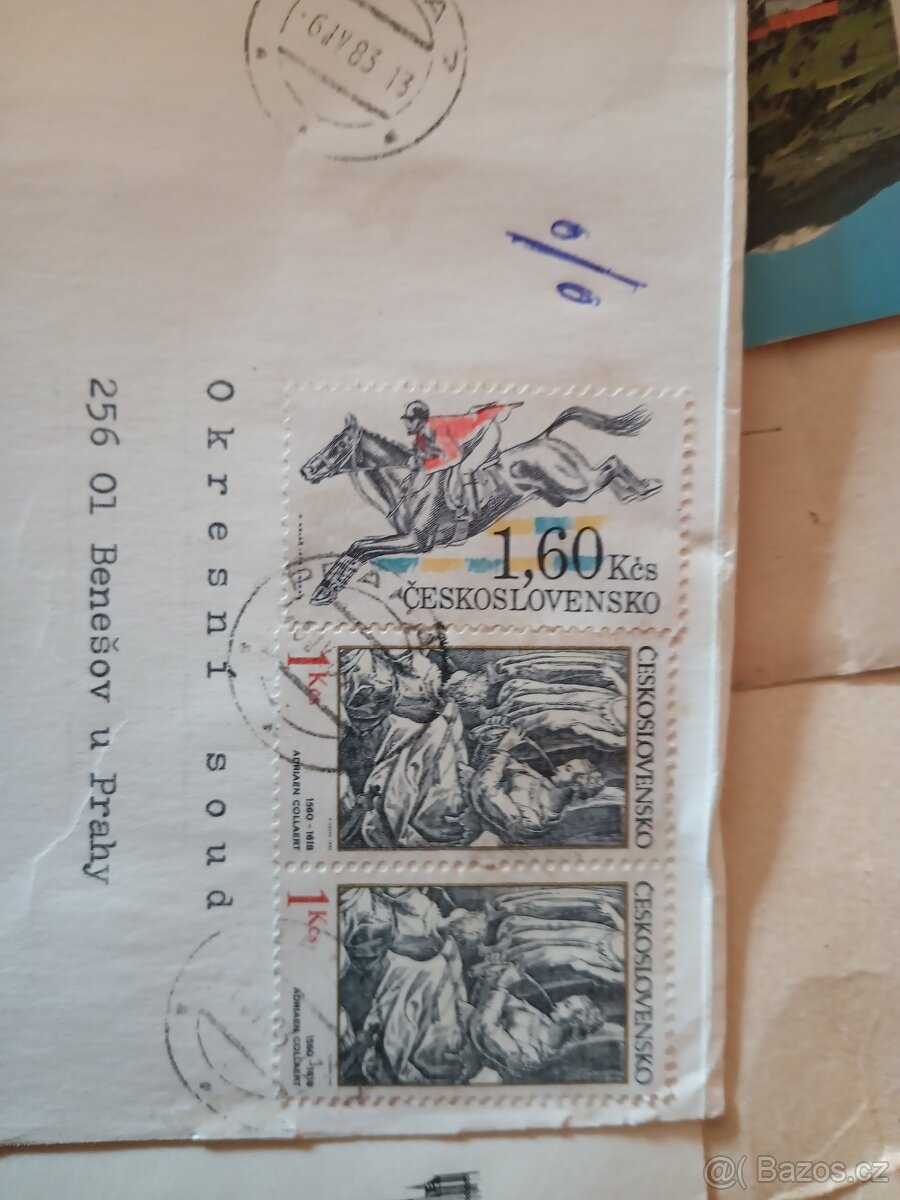 -6.IV.83 13
%
1,60 Kčs
ČESKOSLOVENSKO
ČESKOSLOVENSKO
1 Kčs
ADRIAEN COLLAERT
1560-1618
ČESKOSLOVENSKO
1 Kčs
ADRIAEN COLLAERT
1560-1618
Okresní soud
256 01 Benešov u Prahy
@( Bazos.cz